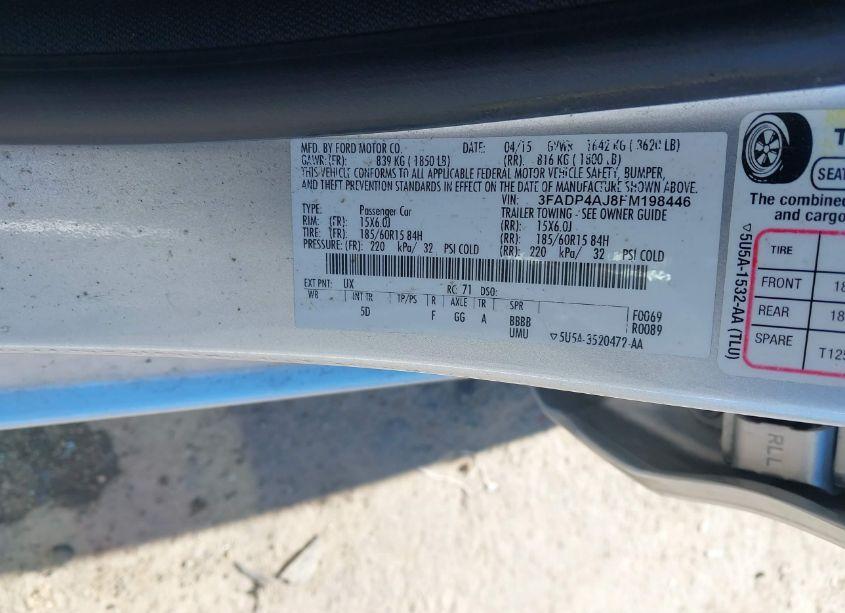 MFD. BY FORD MOTOR CO. DATE: 04/15 GVWR: 1642 KG ( 3620 LB)
GAWR:(FR): 839 KG ( 1850 LB) (RR): 816 KG ( 1800 LB)
THIS VEHICLE CONFORMS TO ALL APPLICABLE FEDERAL MOTOR VEHICLE SAFETY, BUMPER,
AND THEFT PREVENTION STANDARDS IN EFFECT ON THE DATE OF MANUFACTURE SHOWN ABOVE.
VIN: 3FADP4AJ8FM198446
TYPE: Passenger Car TRAILER TOWING - SEE OWNER GUIDE
RIM: (FR): 15X6.0J (RR): 15X6.0J
TIRE: (FR): 185/60R15 84H (RR): 185/60R15 84H
PRESSURE: (FR): 220 kPa/ 32 PSI COLD (RR): 220 kPa/ 32 PSI COLD
EXT PNT: UX RC: 71 DSO:
WB INT TR TP/PS R AXLE TR SPR
5D F GG A BBBB F0069
UMU R0089
▽5U5A-3520472-AA
▽5U5A-1532-AA (TLU)
T
SEAT
The combined
and cargo
TIRE
FRONT 18
REAR 18
SPARE T125
RLL